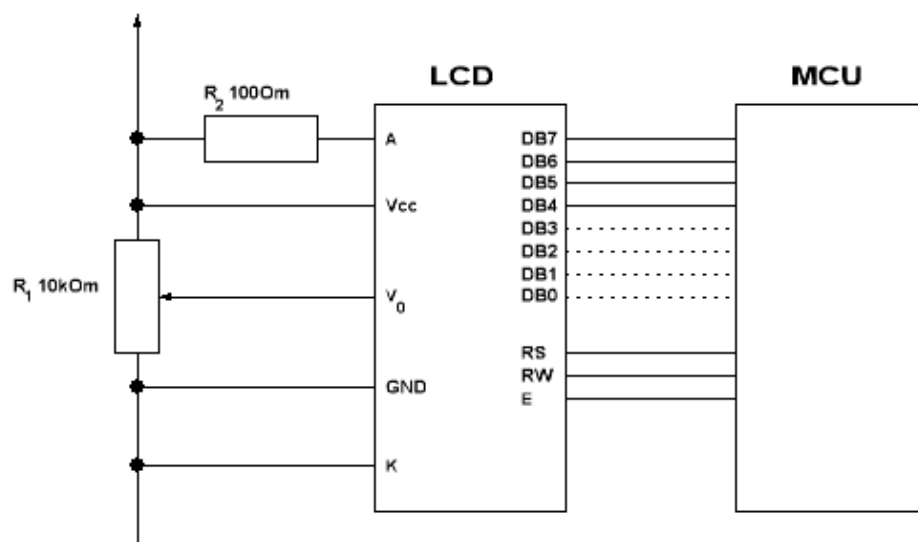 LCD
MCU
R2 100Om
A
Vcc
R1 10kOm
V0
GND
K
DB7
DB6
DB5
DB4
DB3
DB2
DB1
DB0
RS
RW
E